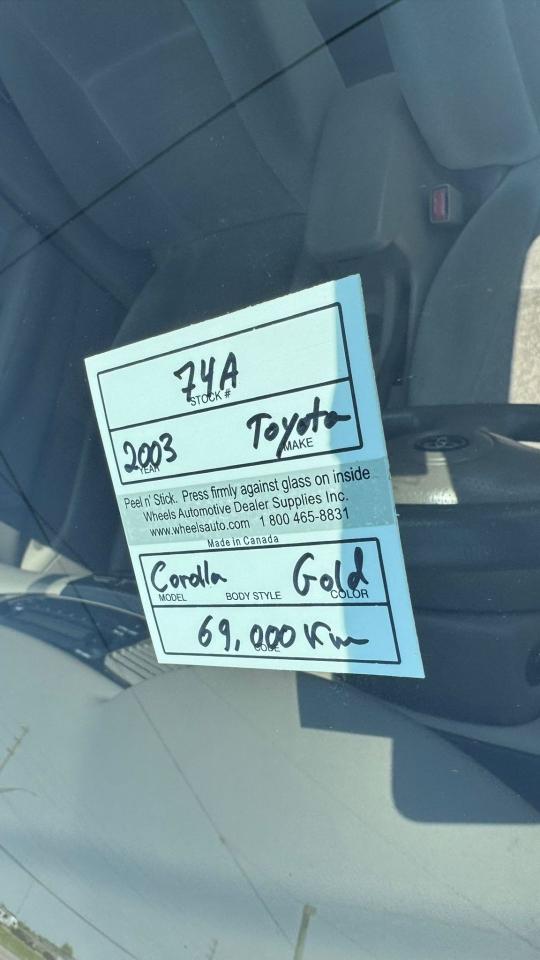 74A
STOCK #
2003 Toyota
YEAR MAKE
Peel n' Stick. Press firmly against glass on inside
Wheels Automotive Dealer Supplies Inc.
www.wheelsauto.com 1 800 465-8831
Made in Canada
Corolla Gold
MODEL BODY STYLE COLOR
69,000 Km
CODE